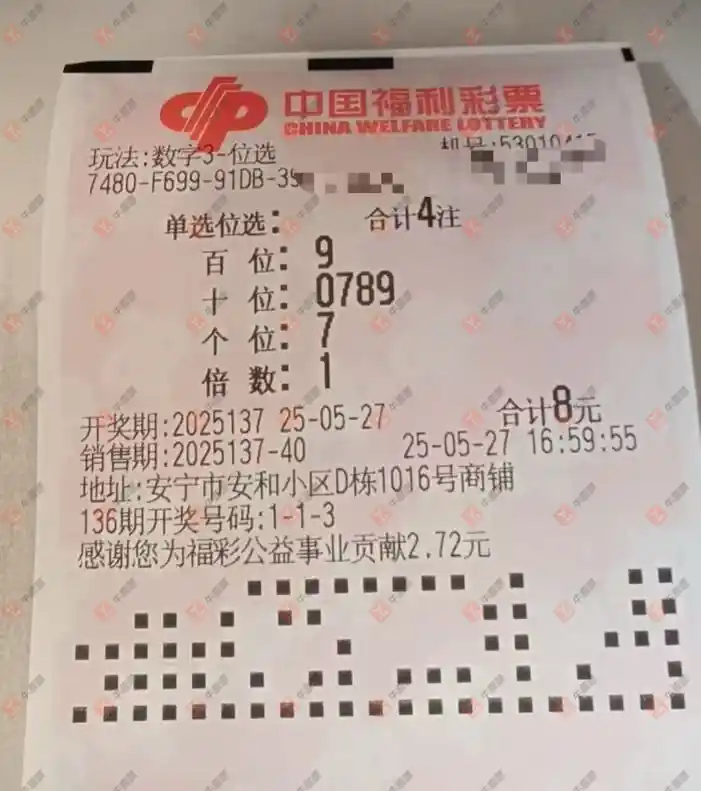 中国福利彩票
CHINA WELFARE LOTTERY
玩法:数字3-位选
7480-F699-91DB-39
单选位选: 合计4注
百 位: 9
十 位: 0789
个 位: 7
倍 数: 1
开奖期:2025137 25-05-27 合计8元
销售期:2025137-40 25-05-27 16:59:55
地址:安宁市安和小区D栋1016号商铺
136期开奖号码:1-1-3
感谢您为福彩公益事业贡献2.72元